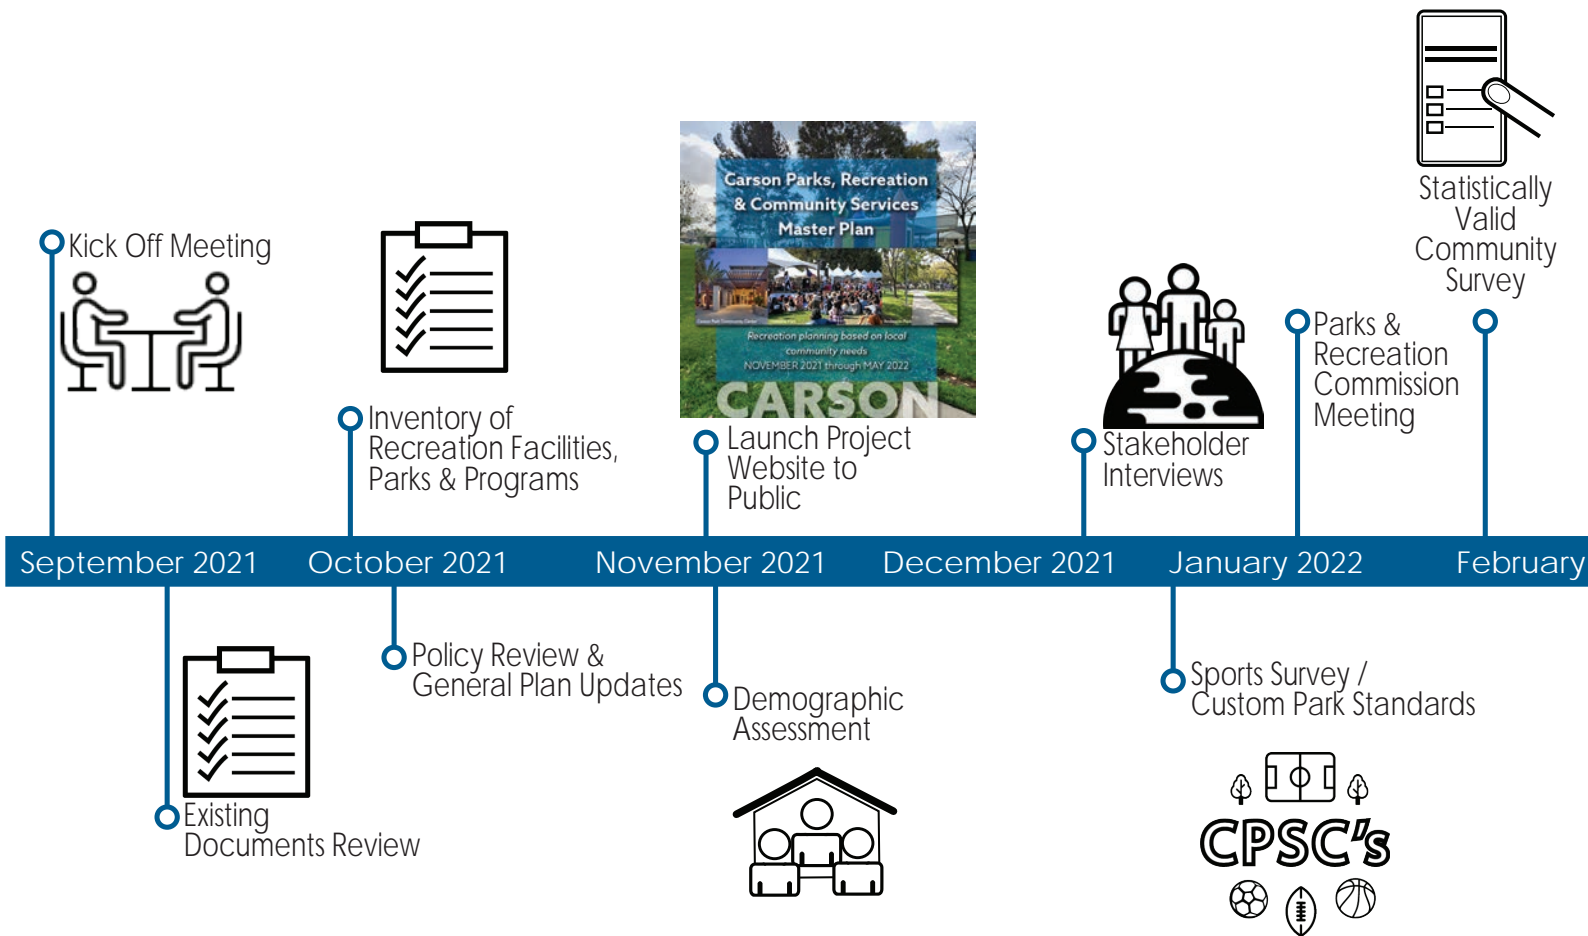 Kick Off Meeting
Inventory of
Recreation Facilities,
Parks & Programs
Carson Parks, Recreation
& Community Services
Master Plan
Recreation planning based on local
community needs
NOVEMBER 2021 through MAY 2022
CARSON
Launch Project
Website to
Public
Stakeholder
Interviews
Parks &
Recreation
Commission
Meeting
Statistically
Valid
Community
Survey
September 2021
October 2021
November 2021
December 2021
January 2022
February
Existing
Documents Review
Policy Review &
General Plan Updates
Demographic
Assessment
Sports Survey /
Custom Park Standards
CPSC's